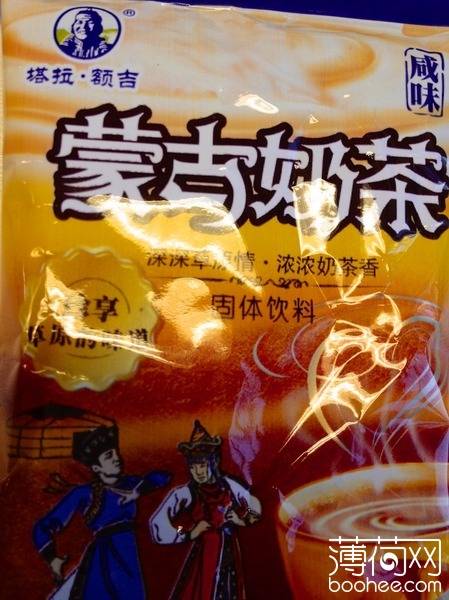 ®
塔拉·额吉
咸味
蒙古奶茶
深深草原情·浓浓奶茶香
固体饮料
享
草原的味道
薄荷网
boohee.com